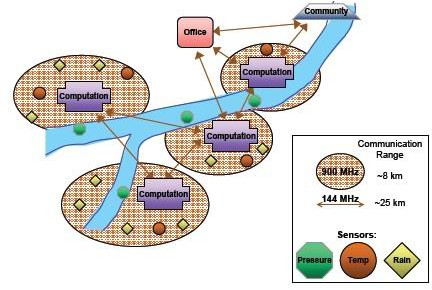 Community
Office
Computation
Computation
Computation
Computation
Communication
Range
900 MHz
~8 km
144 MHz
~25 km
Sensors:
Pressure
Temp
Rain